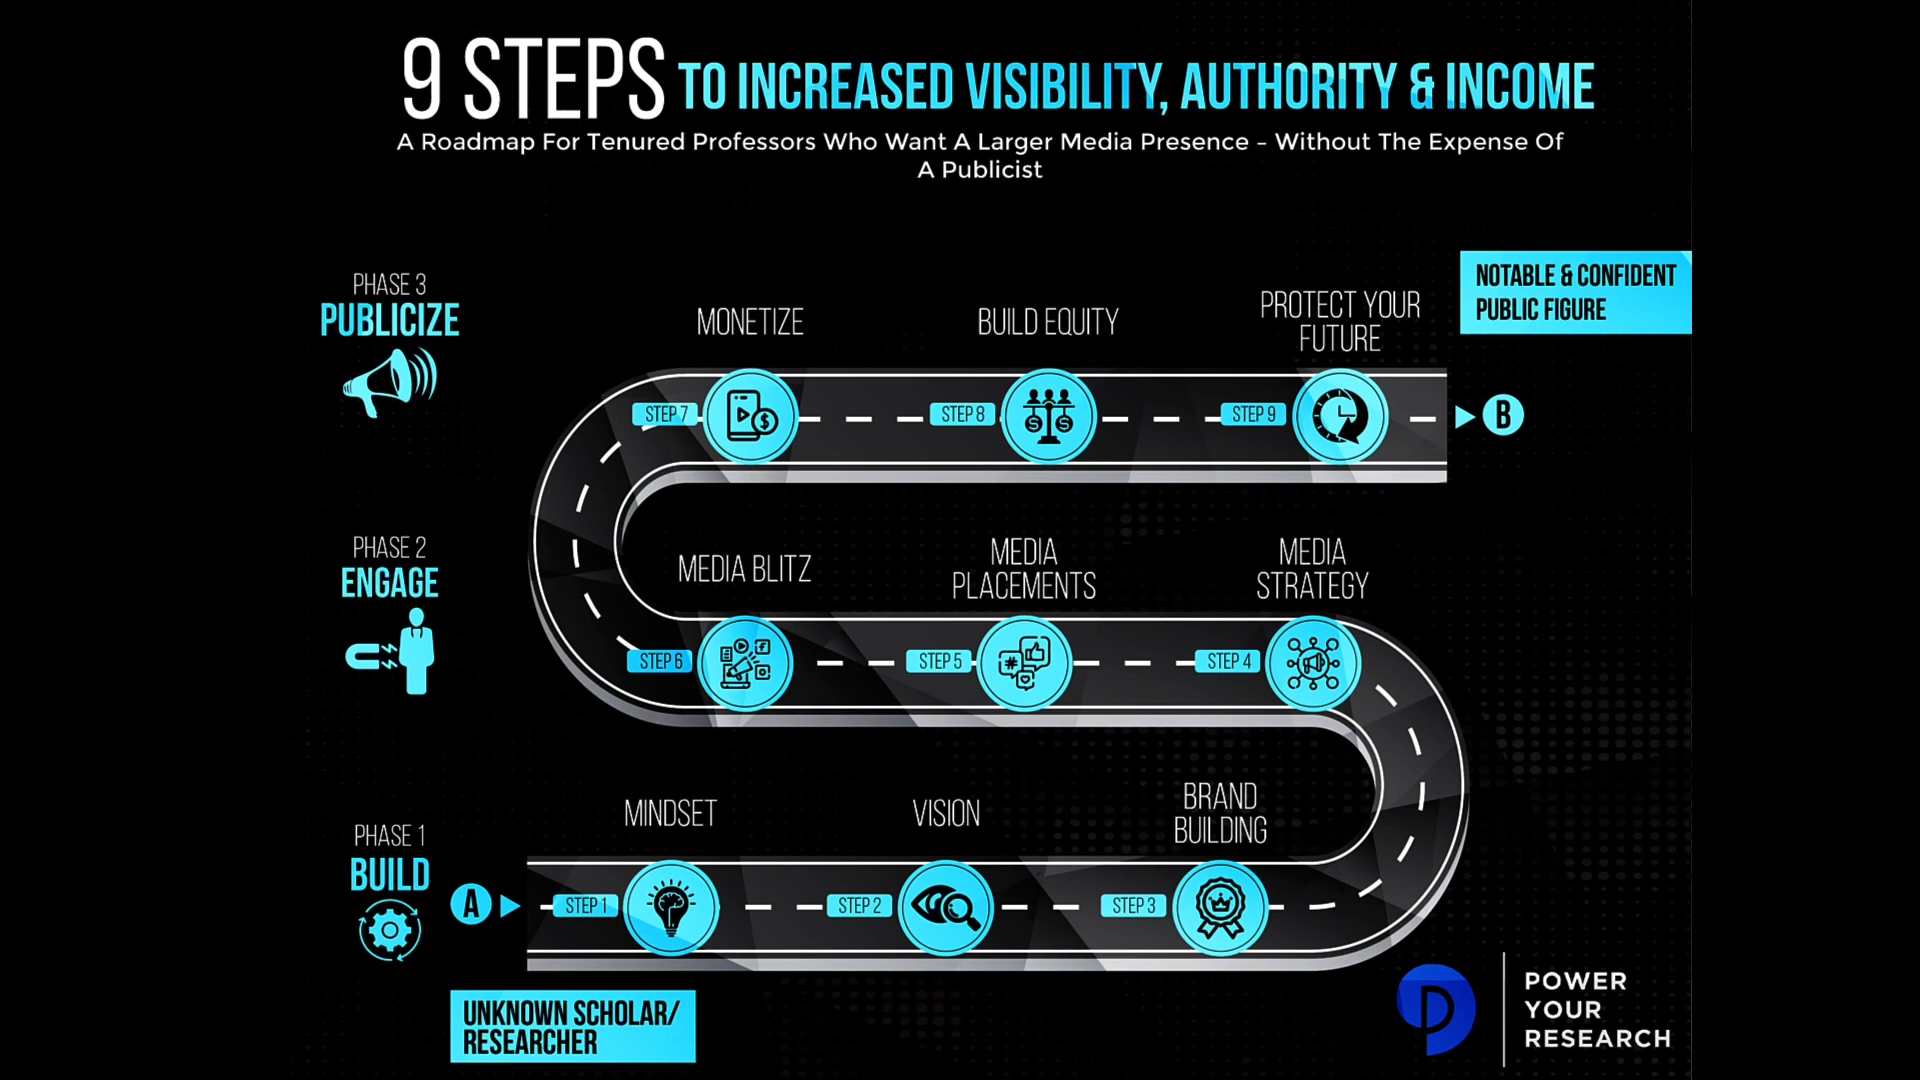 9 STEPS TO INCREASED VISIBILITY, AUTHORITY & INCOME
A Roadmap For Tenured Professors Who Want A Larger Media Presence – Without The Expense Of
A Publicist
NOTABLE & CONFIDENT
PUBLIC FIGURE
PHASE 3
PUBLICIZE
MONETIZE
BUILD EQUITY
PROTECT YOUR
FUTURE
STEP 7
STEP 8
STEP 9
B
PHASE 2
ENGAGE
MEDIA BLITZ
MEDIA
PLACEMENTS
MEDIA
STRATEGY
STEP 6
STEP 5
STEP 4
PHASE 1
BUILD
MINDSET
VISION
BRAND
BUILDING
A
STEP 1
STEP 2
STEP 3
UNKNOWN SCHOLAR/
RESEARCHER
POWER
YOUR
RESEARCH